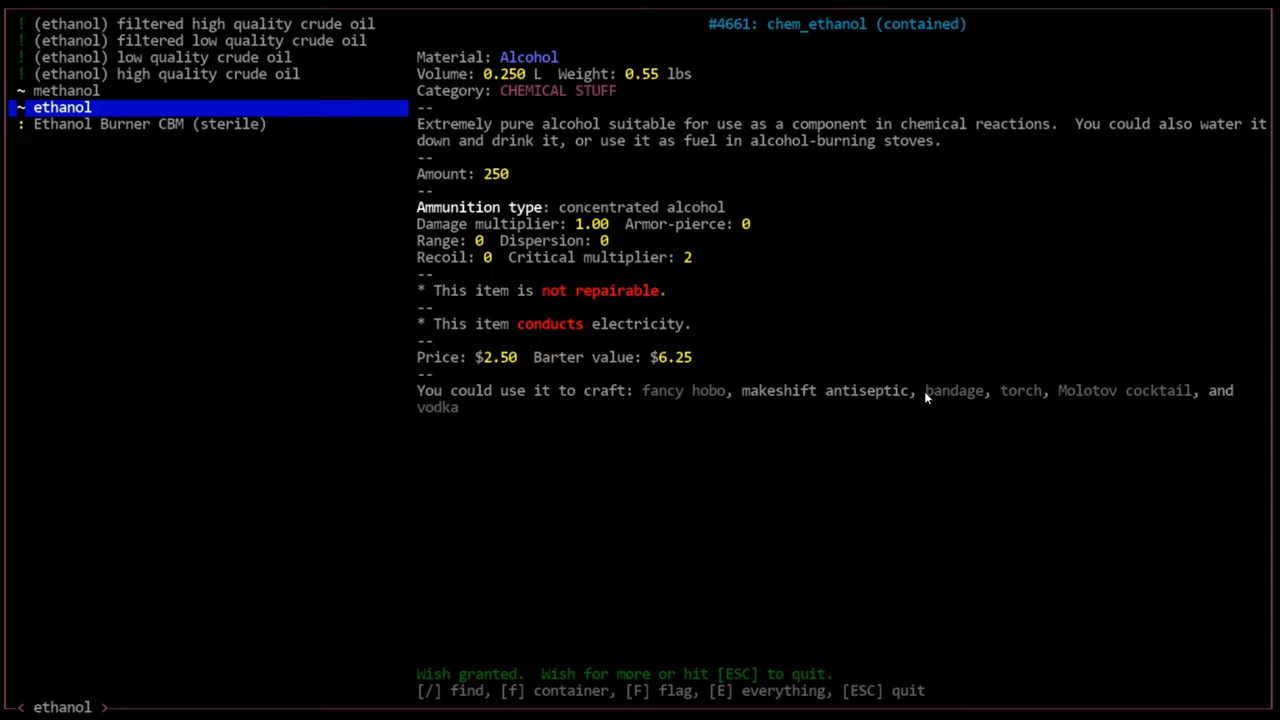 ! (ethanol) filtered high quality crude oil
! (ethanol) filtered low quality crude oil
! (ethanol) low quality crude oil
! (ethanol) high quality crude oil
~ methanol
~ ethanol
: Ethanol Burner CBM (sterile)
#4661: chem_ethanol (contained)
Material: Alcohol
Volume: 0.250 L Weight: 0.55 lbs
Category: CHEMICAL STUFF
--
Extremely pure alcohol suitable for use as a component in chemical reactions. You could also water it
down and drink it, or use it as fuel in alcohol-burning stoves.
--
Amount: 250
--
Ammunition type: concentrated alcohol
Damage multiplier: 1.00 Armor-pierce: 0
Range: 0 Dispersion: 0
Recoil: 0 Critical multiplier: 2
--
* This item is not repairable.
--
* This item conducts electricity.
--
Price: $2.50 Barter value: $6.25
--
You could use it to craft: fancy hobo, makeshift antiseptic, bandage, torch, Molotov cocktail, and
vodka
Wish granted. Wish for more or hit [ESC] to quit.
[/] find, [f] container, [F] flag, [E] everything, [ESC] quit
< ethanol >